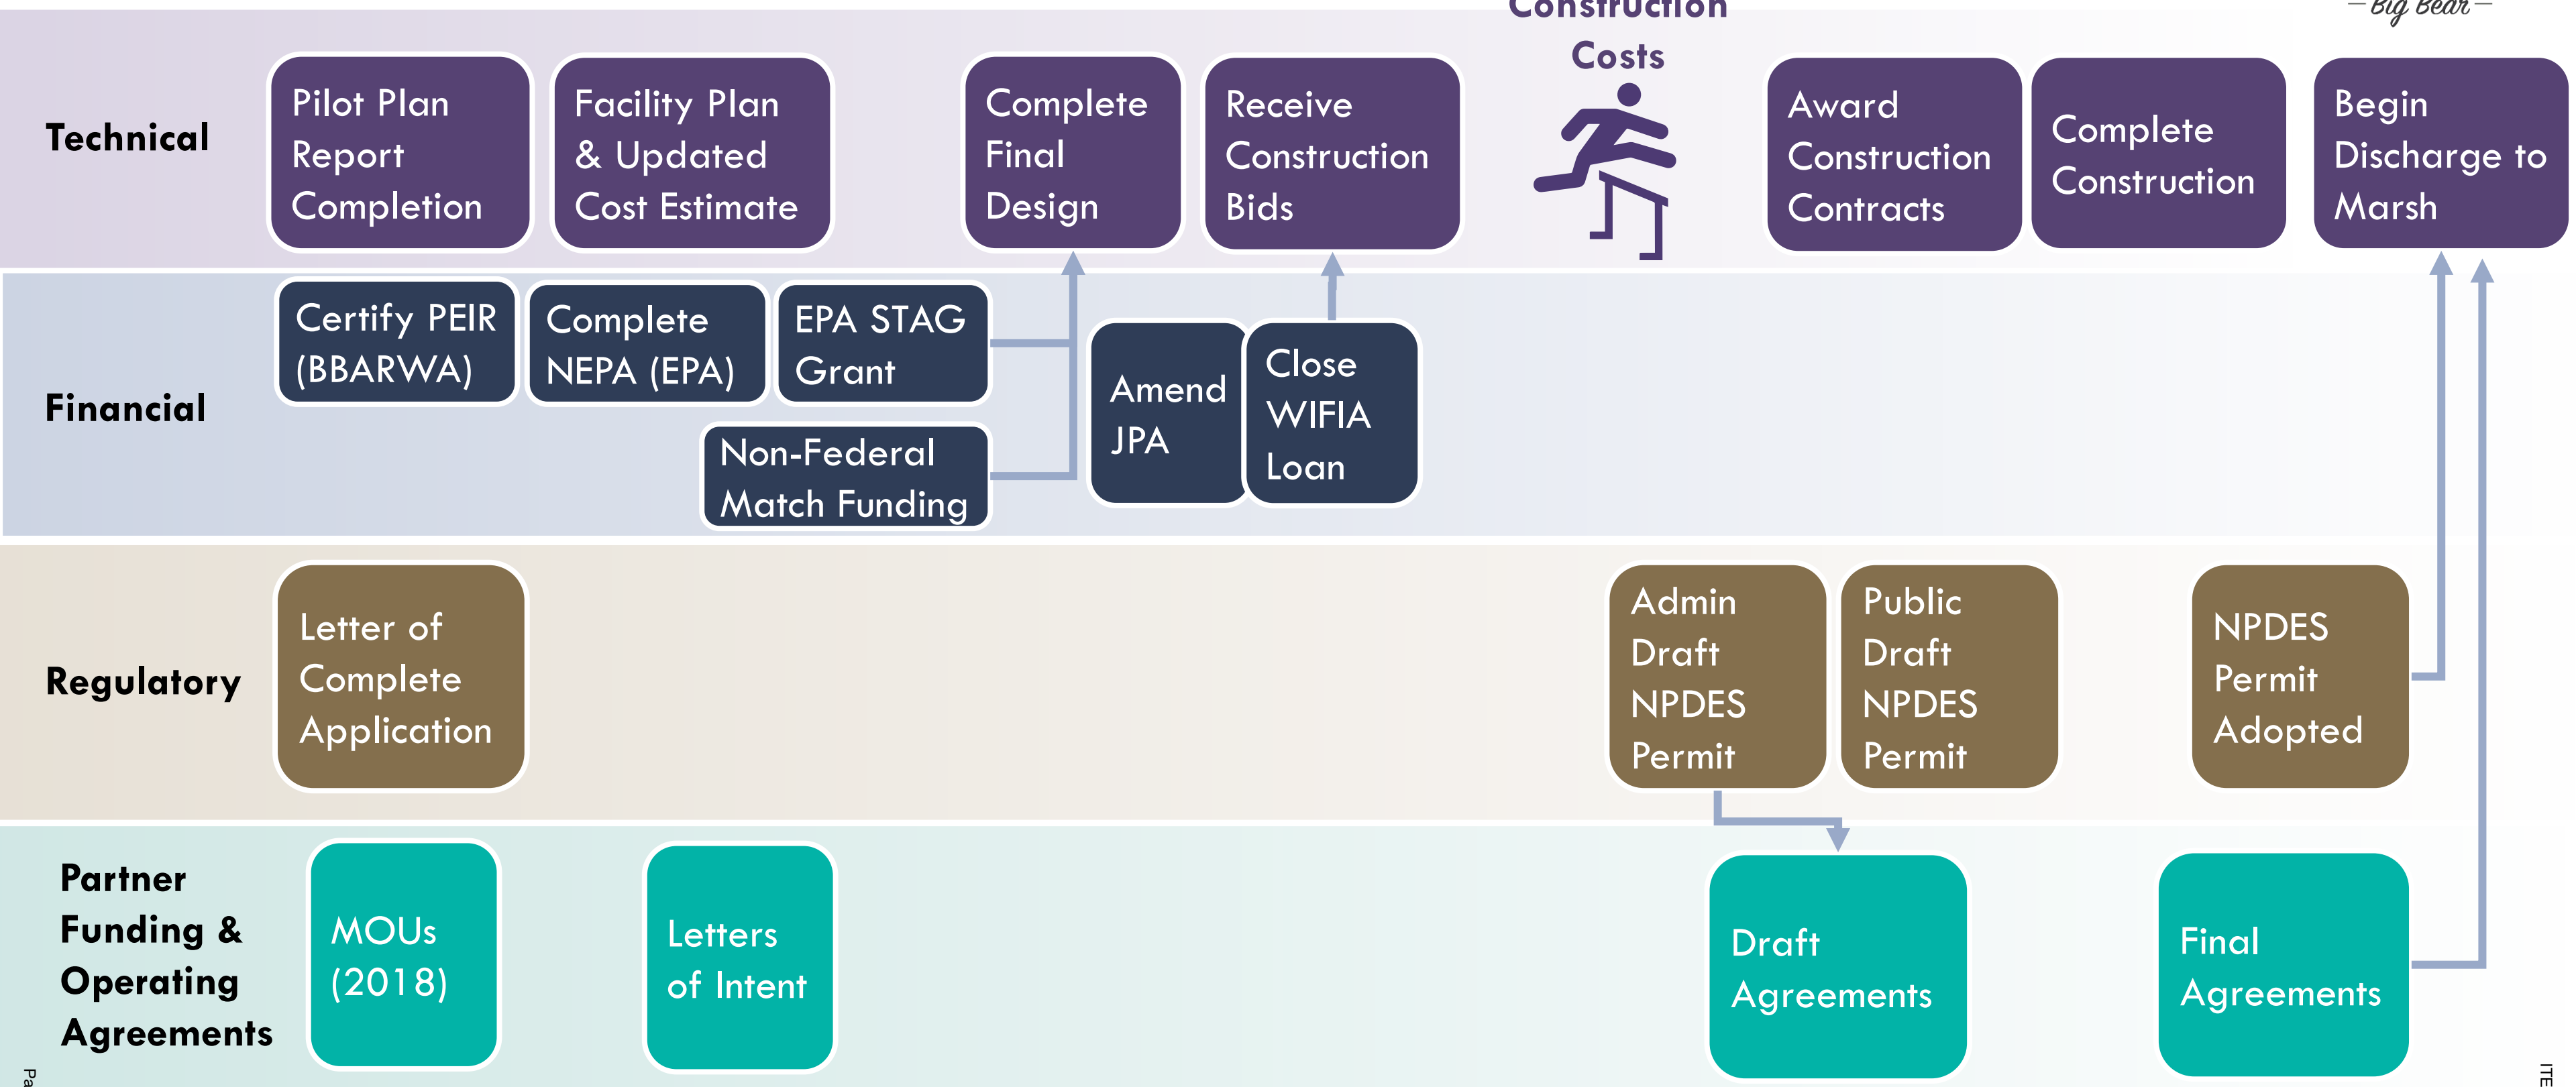 Construction
Costs
Big Bear
Technical
Pilot Plan
Report
Completion
Facility Plan
& Updated
Cost Estimate
Complete
Final
Design
Receive
Construction
Bids
Award
Construction
Contracts
Complete
Construction
Begin
Discharge to
Marsh
Financial
Certify PEIR
(BBARWA)
Complete
NEPA (EPA)
EPA STAG
Grant
Non-Federal
Match Funding
Amend
JPA
Close
WIFIA
Loan
Regulatory
Letter of
Complete
Application
Admin
Draft
NPDES
Permit
Public
Draft
NPDES
Permit
NPDES
Permit
Adopted
Partner
Funding &
Operating
Agreements
MOUs
(2018)
Letters
of Intent
Draft
Agreements
Final
Agreements
Pa
ITE